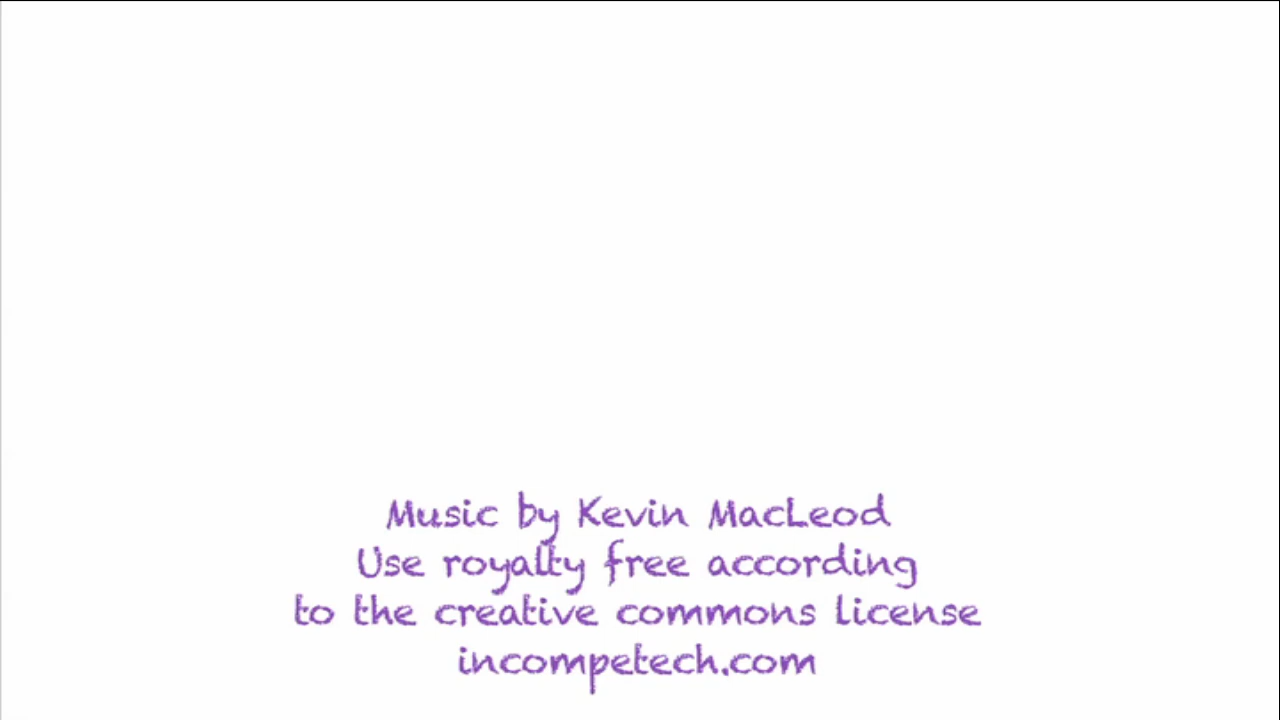 Music by Kevin MacLeod
Use royalty free according
to the creative commons license
incompetech.com